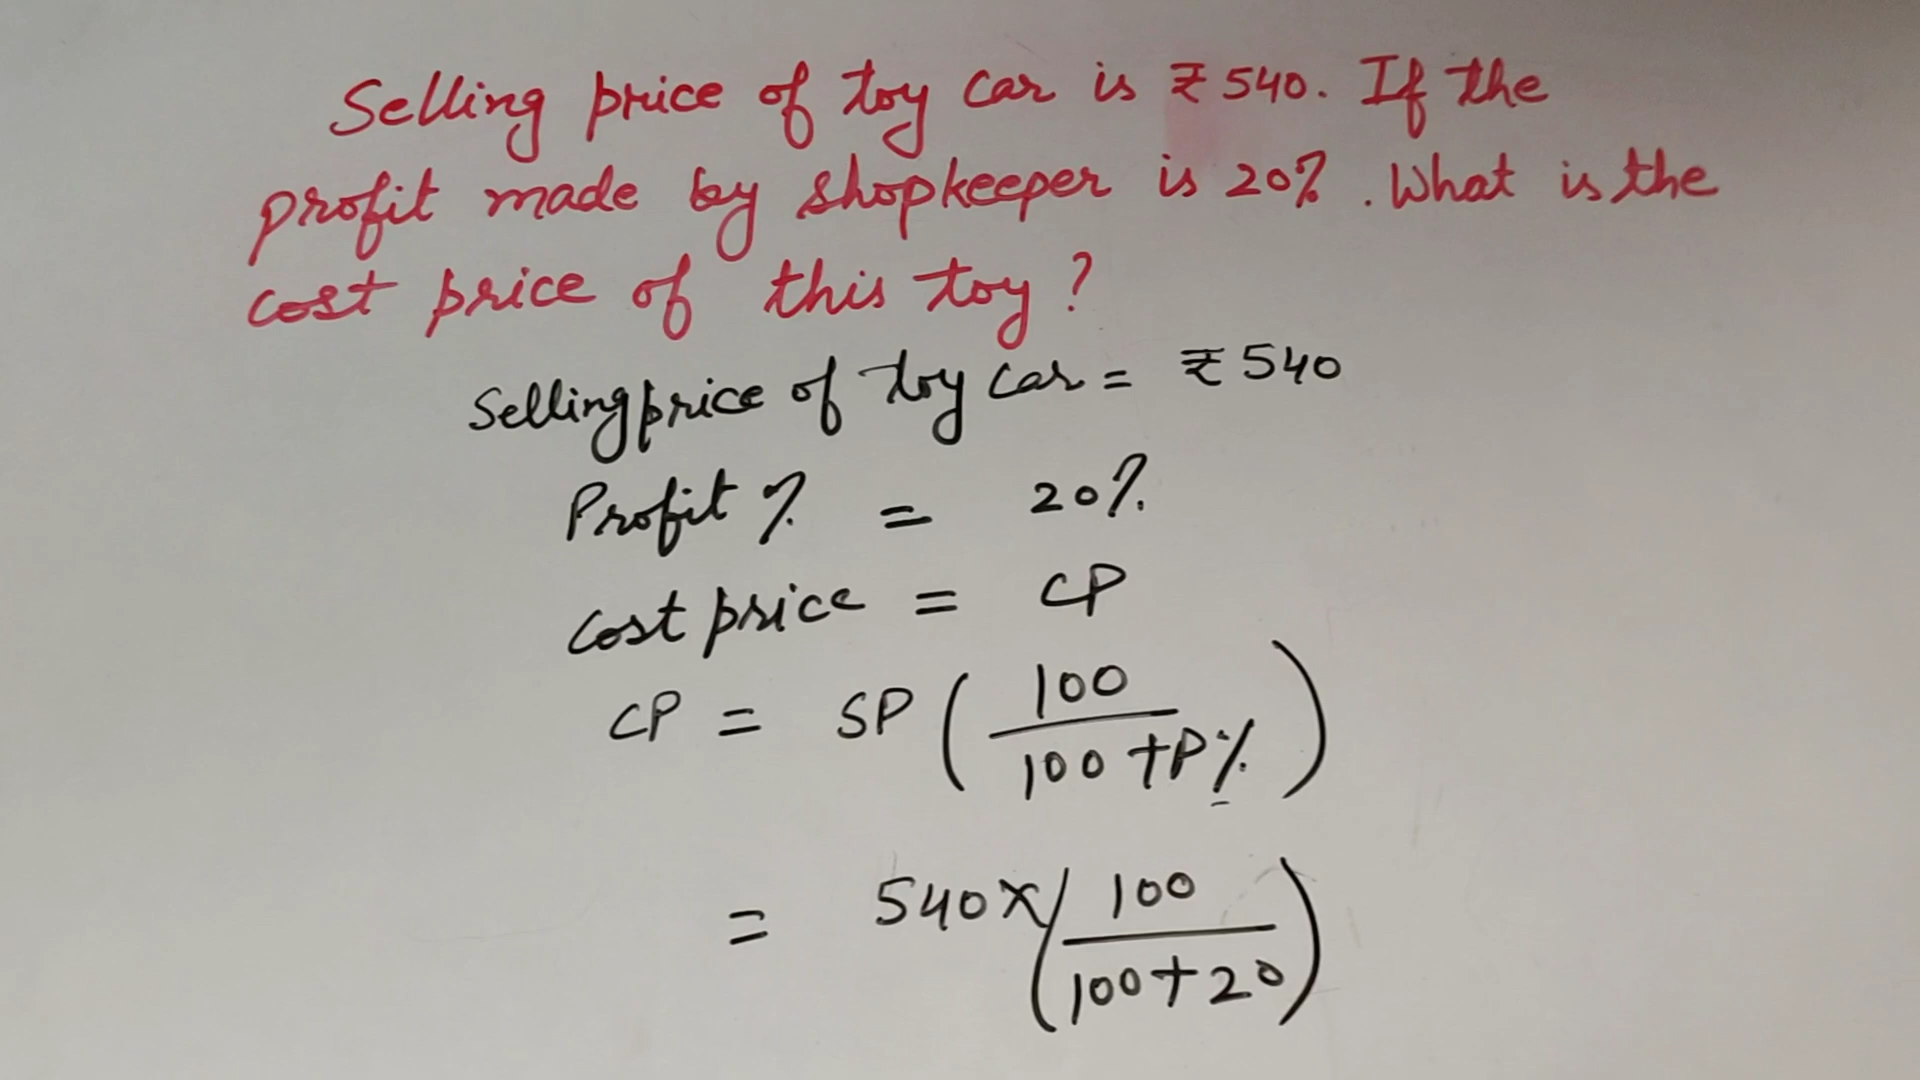 Selling price of toy car is ₹ 540. If the
profit made by shopkeeper is 20%. What is the
cost price of this toy?
Selling price of toy car = ₹ 540
Profit % = 20%
Cost price = CP
CP = SP ( 100 / 100 + P% )
= 540 × ( 100 / 100 + 20 )